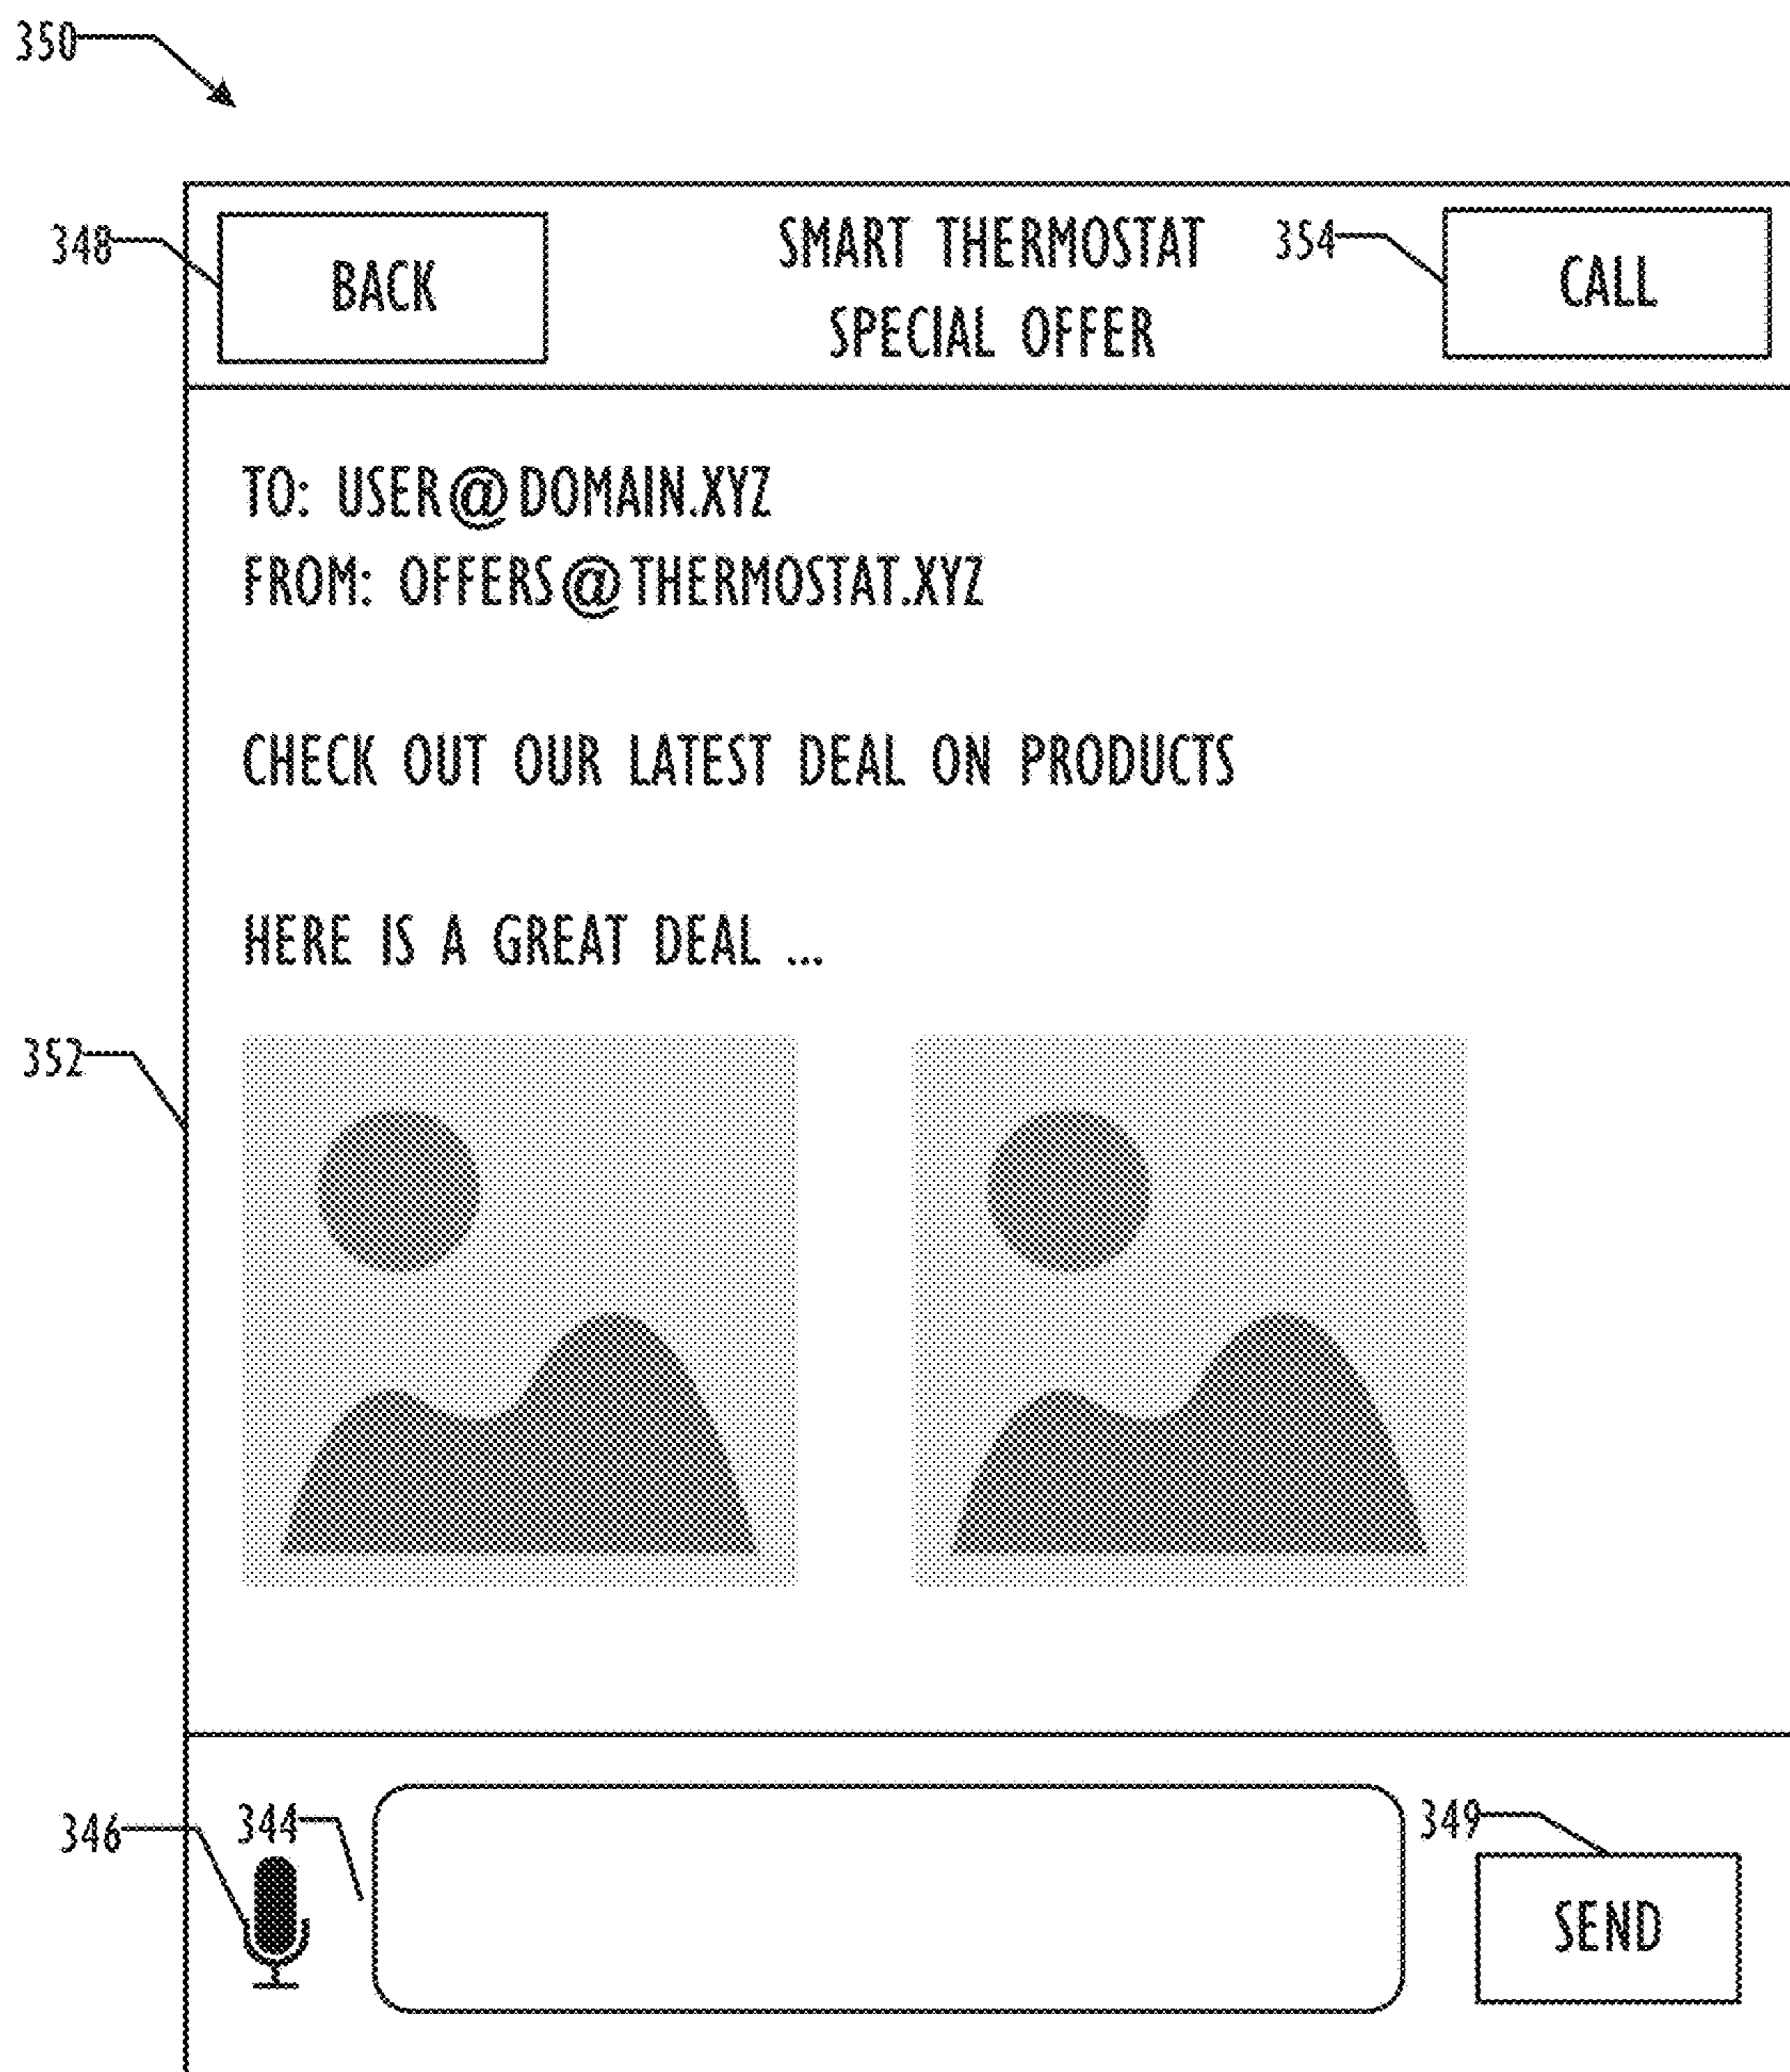 350
348
BACK
SMART THERMOSTAT
SPECIAL OFFER
354
CALL
TO: USER@DOMAIN.XYZ
FROM: OFFERS@THERMOSTAT.XYZ
CHECK OUT OUR LATEST DEAL ON PRODUCTS
HERE IS A GREAT DEAL ...
352
346
344
349
SEND